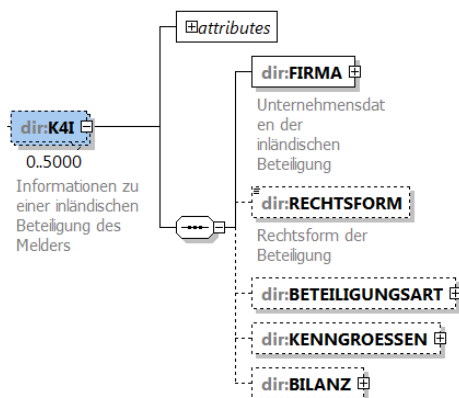 attributes
dir:FIRMA
Unternehmensdat
en der
inländischen
Beteiligung
dir:K4I
0..5000
Informationen zu
einer inländischen
Beteiligung des
Melders
dir:RECHTSFORM
Rechtsform der
Beteiligung
dir:BETEILIGUNGSART
dir:KENNGROESSEN
dir:BILANZ